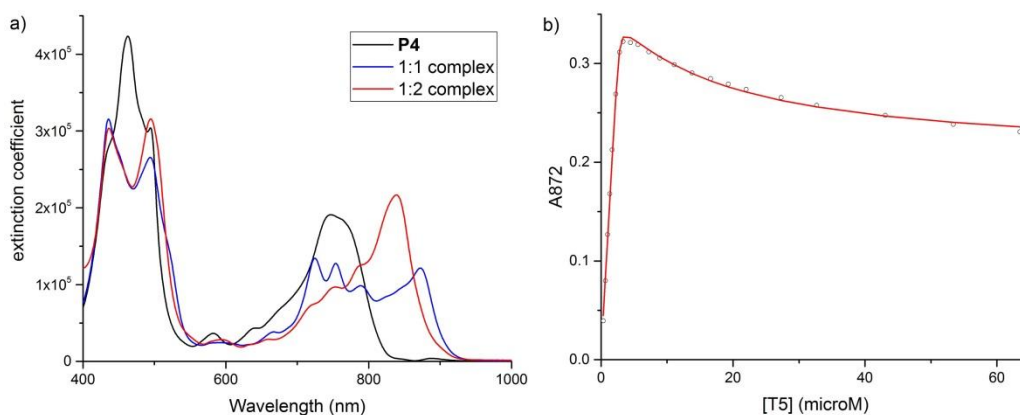 a)
b)
P4
1:1 complex
1:2 complex
4x10⁵
3x10⁵
2x10⁵
1x10⁵
0
extinction coefficient
400
600
800
1000
Wavelength (nm)
0.3
0.2
0.1
0.0
A872
0
20
40
60
[T5] (microM)